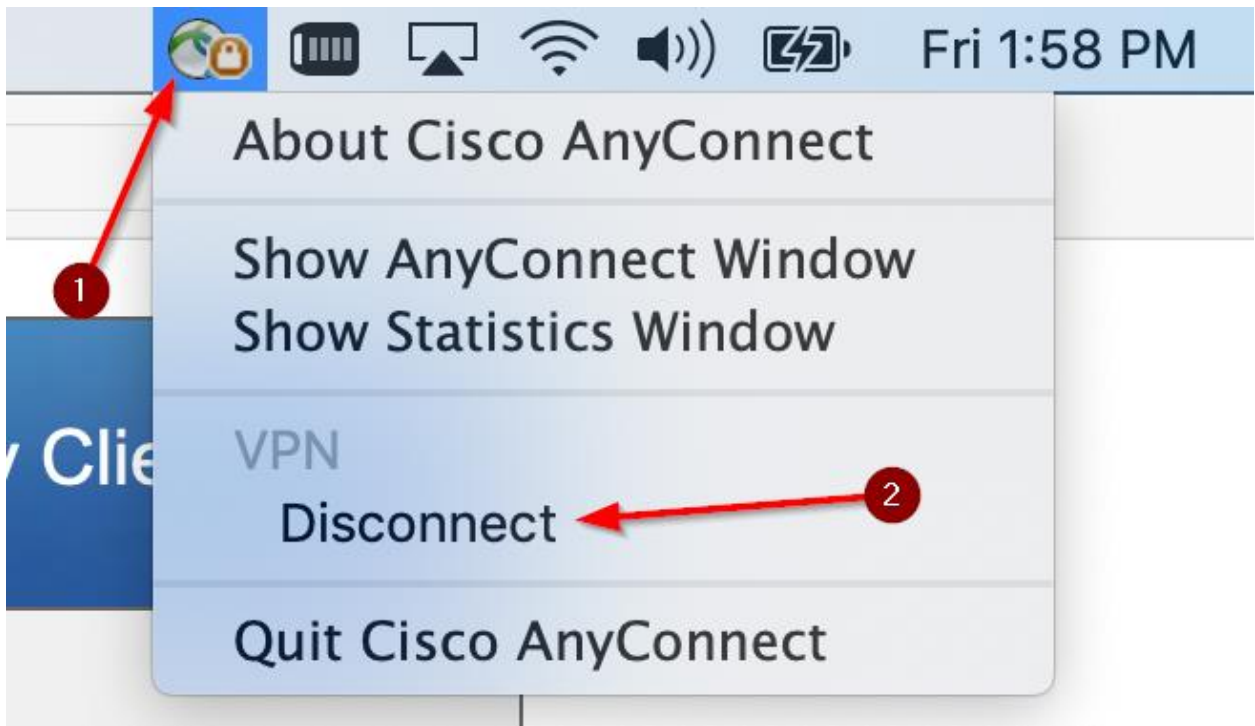 Fri 1:58 PM
About Cisco AnyConnect
1
Show AnyConnect Window
Show Statistics Window
y Clie
VPN
2
Disconnect
Quit Cisco AnyConnect